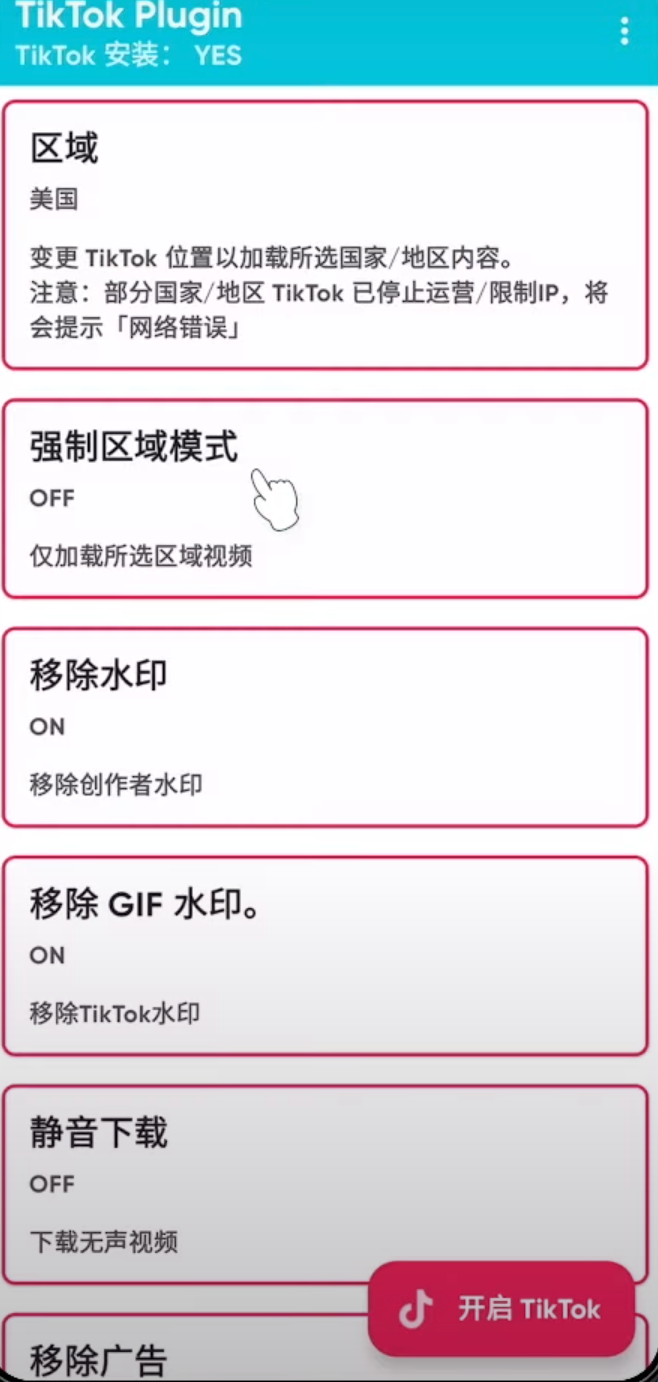 TikTok Plugin
TikTok 安装： YES
区域
美国
变更 TikTok 位置以加载所选国家/地区内容。
注意：部分国家/地区 TikTok 已停止运营/限制IP，将
会提示「网络错误」
强制区域模式
OFF
仅加载所选区域视频
移除水印
ON
移除创作者水印
移除 GIF 水印。
ON
移除TikTok水印
静音下载
OFF
下载无声视频
开启 TikTok
移除广告